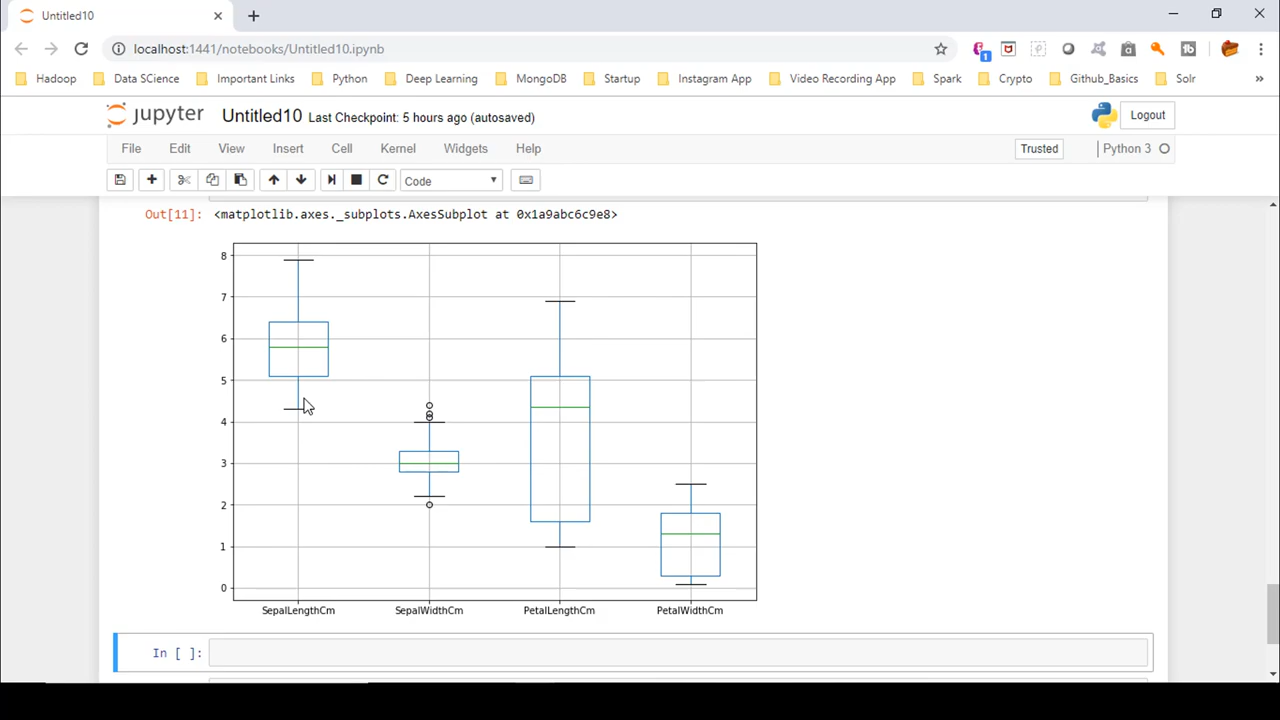 Untitled10
localhost:1441/notebooks/Untitled10.ipynb
1
Hadoop Data SCience Important Links Python Deep Learning MongoDB Startup Instagram App Video Recording App Spark Crypto Github_Basics Solr »
jupyter Untitled10 Last Checkpoint: 5 hours ago (autosaved) Logout
File Edit View Insert Cell Kernel Widgets Help Trusted Python 3
Code
Out[11]: <matplotlib.axes._subplots.AxesSubplot at 0x1a9abc6c9e8>
8
7
6
5
4
3
2
1
0
SepalLengthCm SepalWidthCm PetalLengthCm PetalWidthCm
In [ ]: